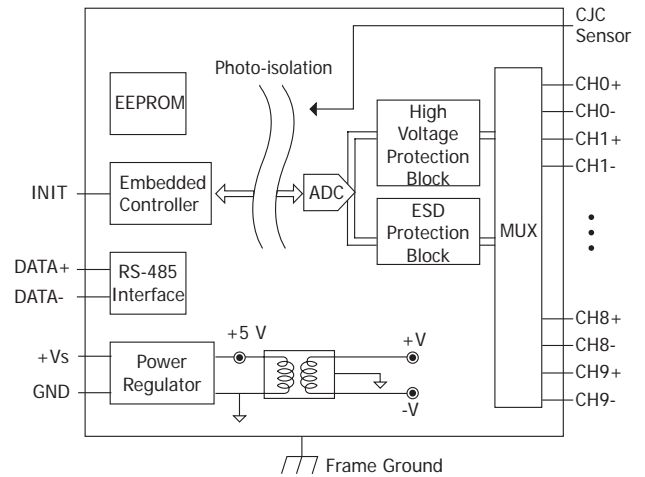 CJC
Sensor
Photo-isolation
EEPROM
High
Voltage
Protection
Block
CH0+
CH0-
CH1+
CH1-
INIT
Embedded
Controller
ADC
ESD
Protection
Block
MUX
DATA+
DATA-
RS-485
Interface
CH8+
CH8-
CH9+
CH9-
+Vs
GND
Power
Regulator
+5 V
+V
-V
Frame Ground